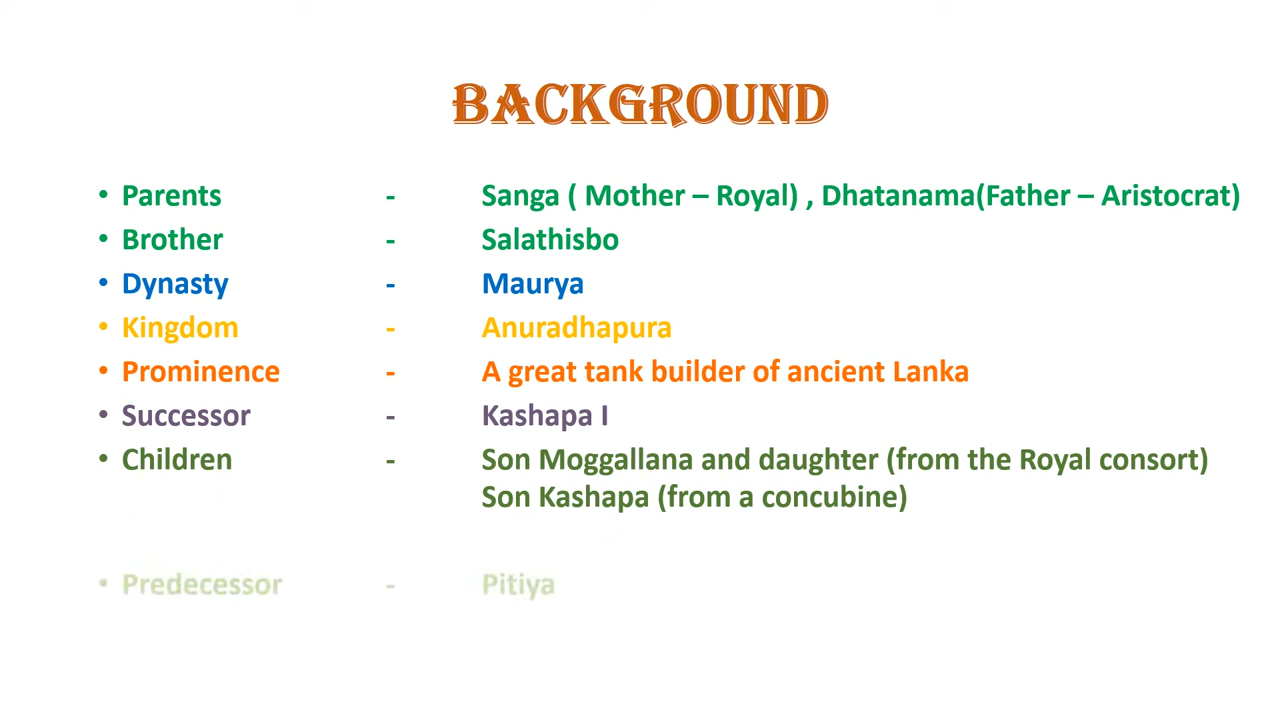 BACKGROUND
• Parents - Sanga ( Mother – Royal) , Dhatanama(Father – Aristocrat)
• Brother - Salathisbo
• Dynasty - Maurya
• Kingdom - Anuradhapura
• Prominence - A great tank builder of ancient Lanka
• Successor - Kashapa I
• Children - Son Moggallana and daughter (from the Royal consort)
Son Kashapa (from a concubine)
• Predecessor - Pitiya